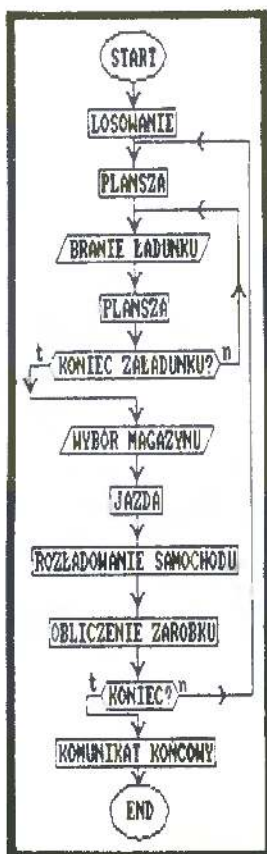 START
LOSOWANIE
PLANSZA
BRANIE ŁADUNKU
PLANSZA
t KONIEC ZAŁADUNKU? n
WYBÓR MAGAZYNU
JAZDA
ROZŁADOWANIE SAMOCHODU
OBLICZENIE ZAROBKU
t KONIEC? n
KOMUNIKAT KOŃCOWY
END